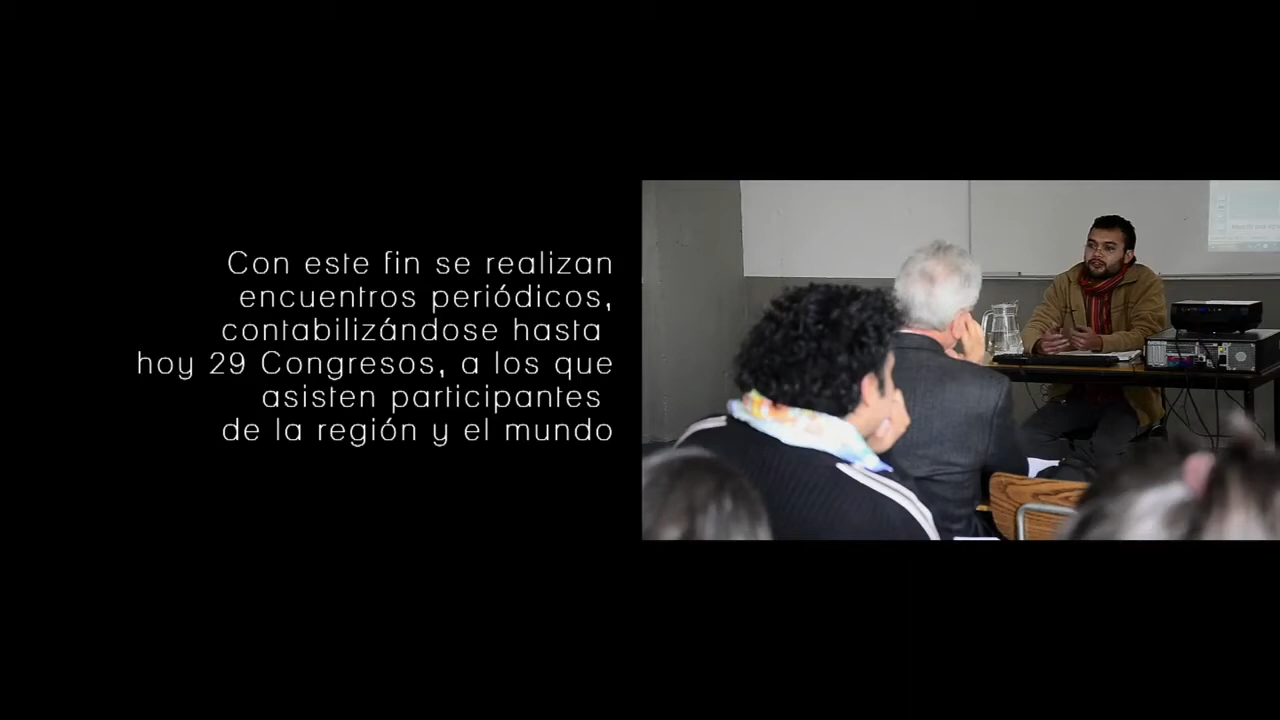 Con este fin se realizan
encuentros periódicos,
contabilizándose hasta
hoy 29 Congresos, a los que
asisten participantes
de la región y el mundo